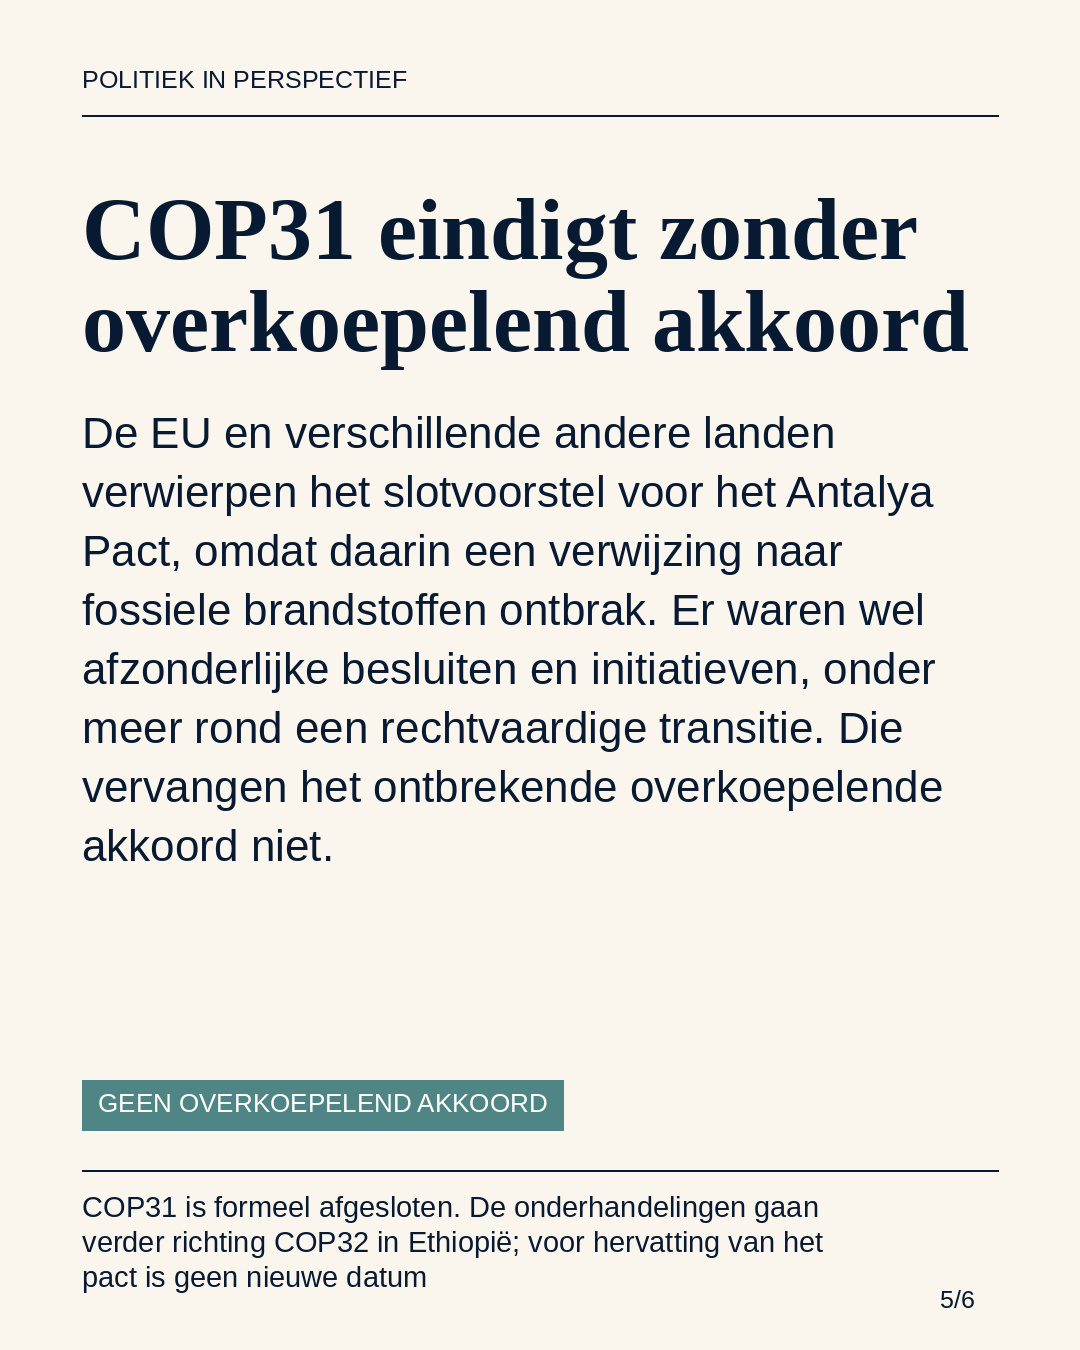 POLITIEK IN PERSPECTIEF
COP31 eindigt zonder
overkoepelend akkoord
De EU en verschillende andere landen
verwierpen het slotvoorstel voor het Antalya
Pact, omdat daarin een verwijzing naar
fossiele brandstoffen ontbrak. Er waren wel
afzonderlijke besluiten en initiatieven, onder
meer rond een rechtvaardige transitie. Die
vervangen het ontbrekende overkoepelende
akkoord niet.
GEEN OVERKOEPELEND AKKOORD
COP31 is formeel afgesloten. De onderhandelingen gaan
verder richting COP32 in Ethiopië; voor hervatting van het
pact is geen nieuwe datum
5/6